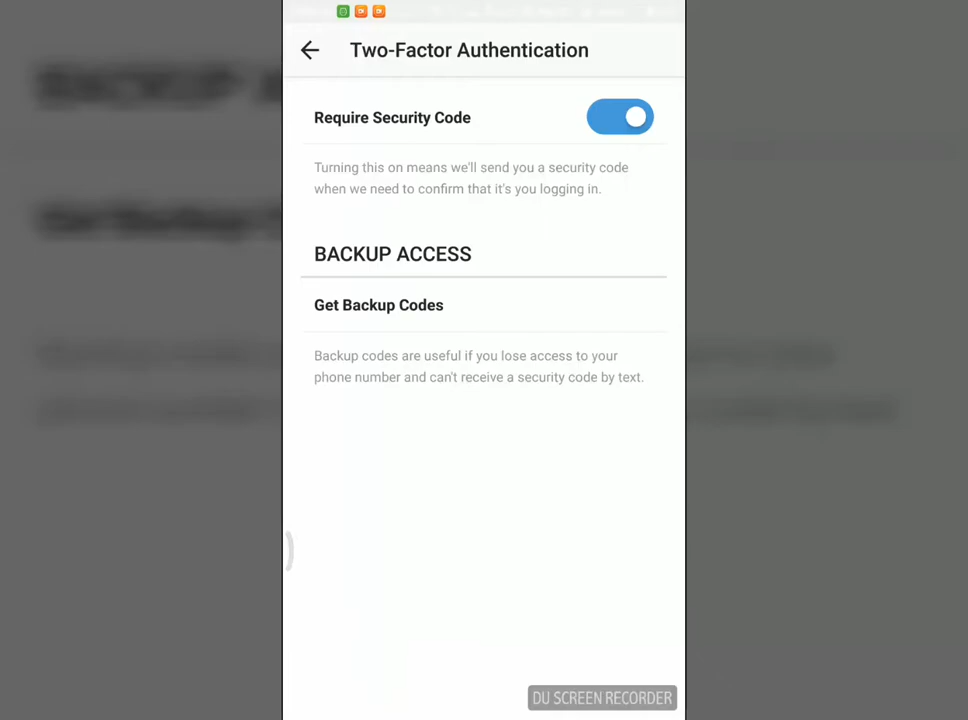 Two-Factor Authentication
Require Security Code
Turning this on means we'll send you a security code
when we need to confirm that it's you logging in.
BACKUP ACCESS
Get Backup Codes
Backup codes are useful if you lose access to your
phone number and can't receive a security code by text.
DU SCREEN RECORDER